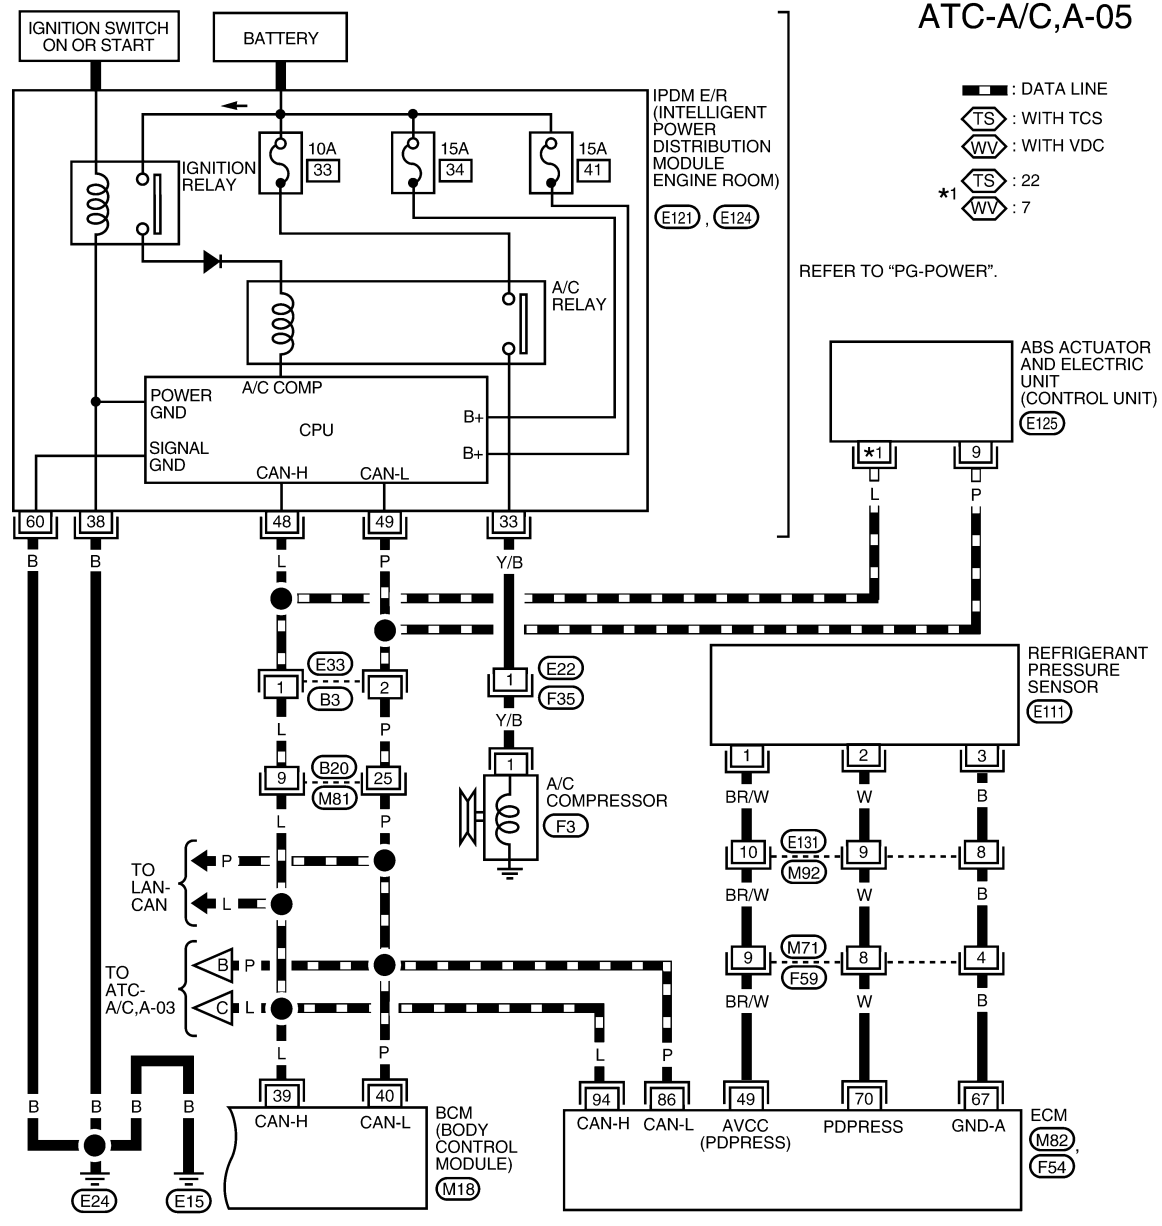 ATC-A/C,A-05
IGNITION SWITCH
ON OR START
BATTERY
: DATA LINE
TS : WITH TCS
WV : WITH VDC
*1
TS : 22
WV : 7
IPDM E/R
(INTELLIGENT
POWER
DISTRIBUTION
MODULE
ENGINE ROOM)
E121 , E124
IGNITION
RELAY
10A
33
15A
34
15A
41
REFER TO “PG-POWER”.
A/C
RELAY
A/C COMP
POWER
GND
SIGNAL
GND
CPU
B+
B+
CAN-H
CAN-L
60
38
48
49
33
B
B
L
P
Y/B
ABS ACTUATOR
AND ELECTRIC
UNIT
(CONTROL UNIT)
E125
*1
9
L
P
1
E33
B3
2
1
E22
F35
L
P
Y/B
9
B20
M81
25
1
A/C
COMPRESSOR
F3
L
P
REFRIGERANT
PRESSURE
SENSOR
E111
1
2
3
BR/W
W
B
10
E131
M92
9
8
BR/W
W
B
9
M71
F59
8
4
BR/W
W
B
TO
LAN-
CAN
P
L
TO
ATC-
A/C,A-03
B
P
C
L
L
P
L
P
39
40
CAN-H
CAN-L
BCM
(BODY
CONTROL
MODULE)
M18
94
86
49
70
67
CAN-H
CAN-L
AVCC
(PDPRESS)
PDPRESS
GND-A
ECM
M82 ,
F54
B
B
B
B
E24
E15